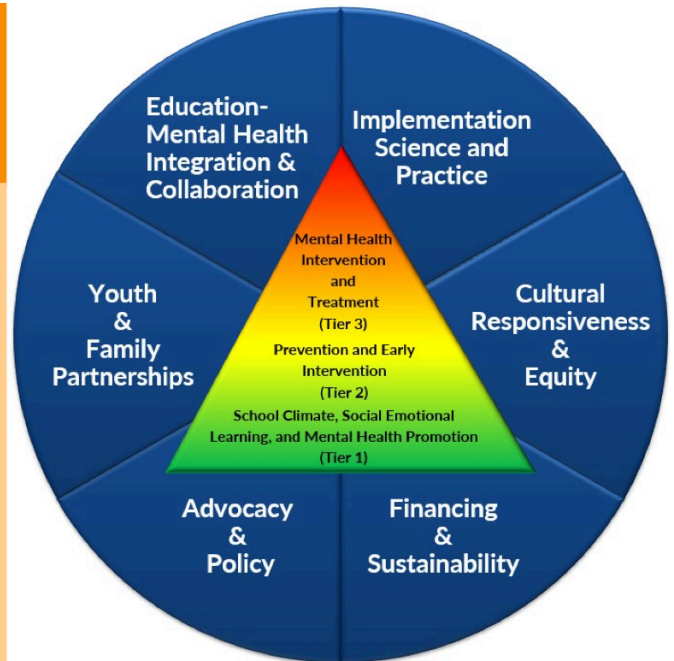 Education-
Mental Health
Integration &
Collaboration
Implementation
Science and
Practice
Mental Health
Intervention
and
Treatment
(Tier 3)
Youth
&
Family
Partnerships
Cultural
Responsiveness
&
Equity
Prevention and Early
Intervention
(Tier 2)
School Climate, Social Emotional
Learning, and Mental Health Promotion
(Tier 1)
Advocacy
&
Policy
Financing
&
Sustainability